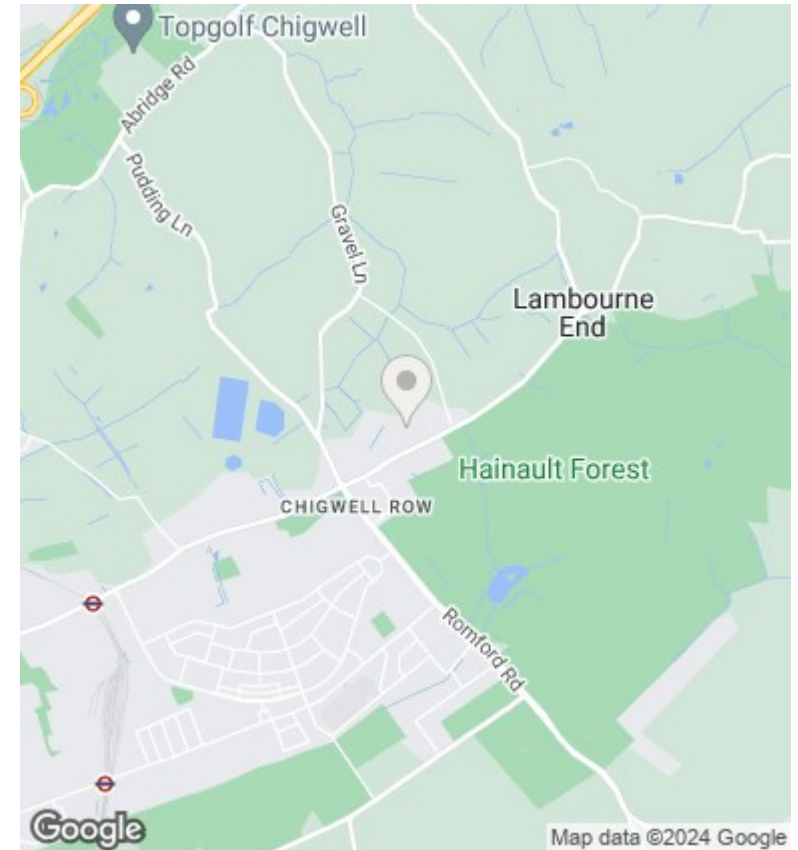 Topgolf Chigwell
Abridge Rd
Pudding Ln
Gravel Ln
Lambourne
End
Hainault Forest
CHIGWELL ROW
Romford Rd
Google
Map data ©2024 Google